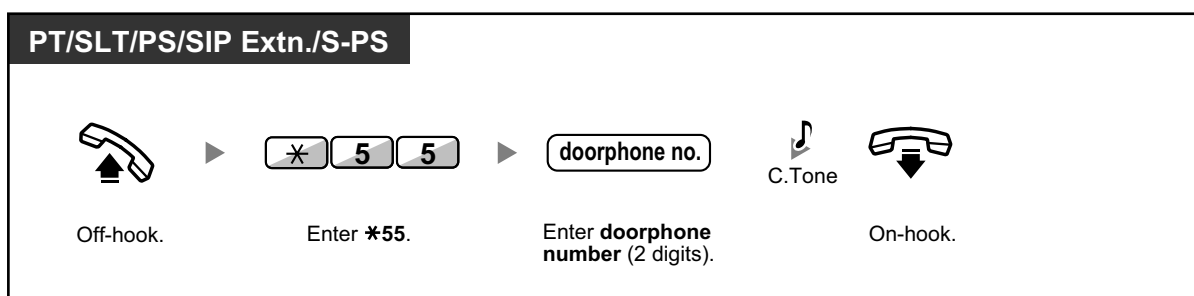 PT/SLT/PS/SIP Extn./S-PS
✳ 5 5
doorphone no.
C.Tone
Off-hook.
Enter ✳55.
Enter doorphone
number (2 digits).
On-hook.